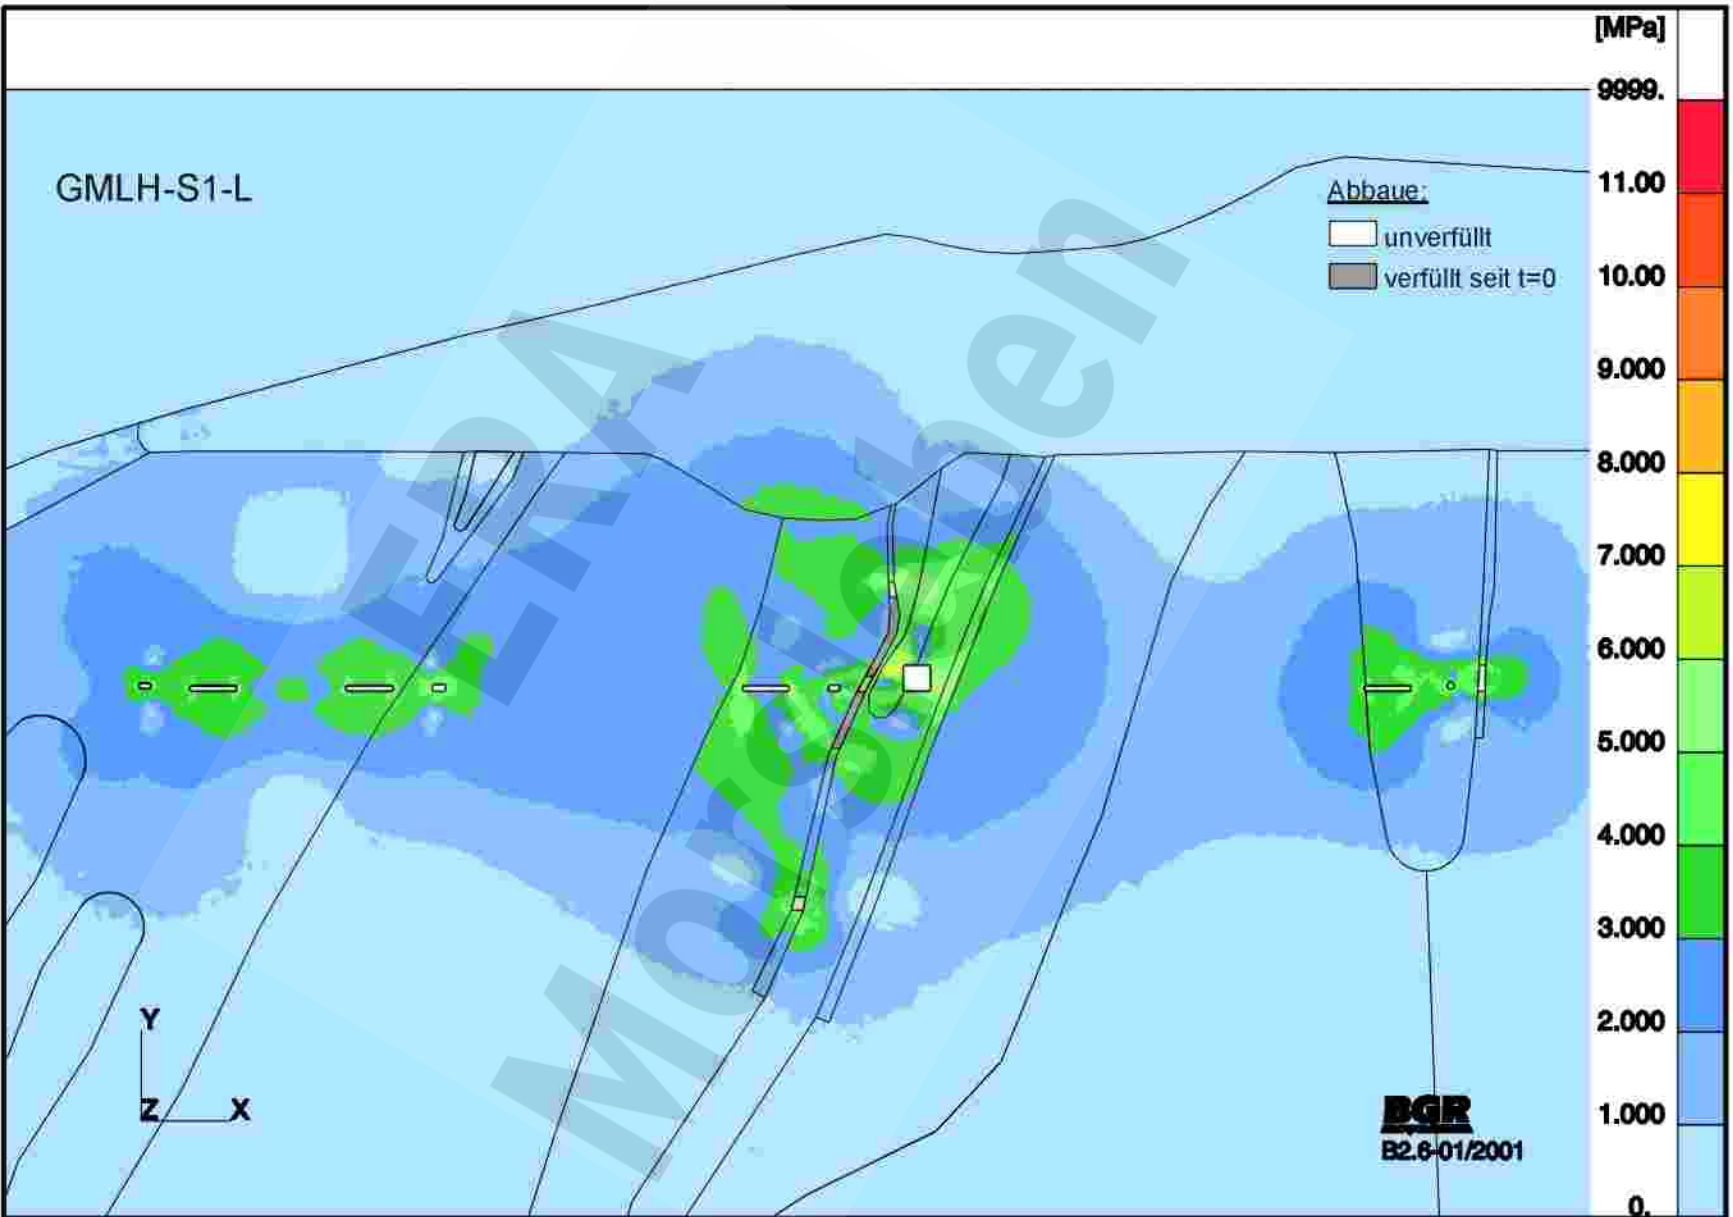 [MPa]
9999.
GMLH-S1-L
11.00
Abbaue:
unverfüllt
verfüllt seit t=0
10.00
9.000
8.000
7.000
6.000
5.000
4.000
3.000
2.000
1.000
0.
Y
Z
X
BGR
B2.6-01/2001
ERA
Morsleben